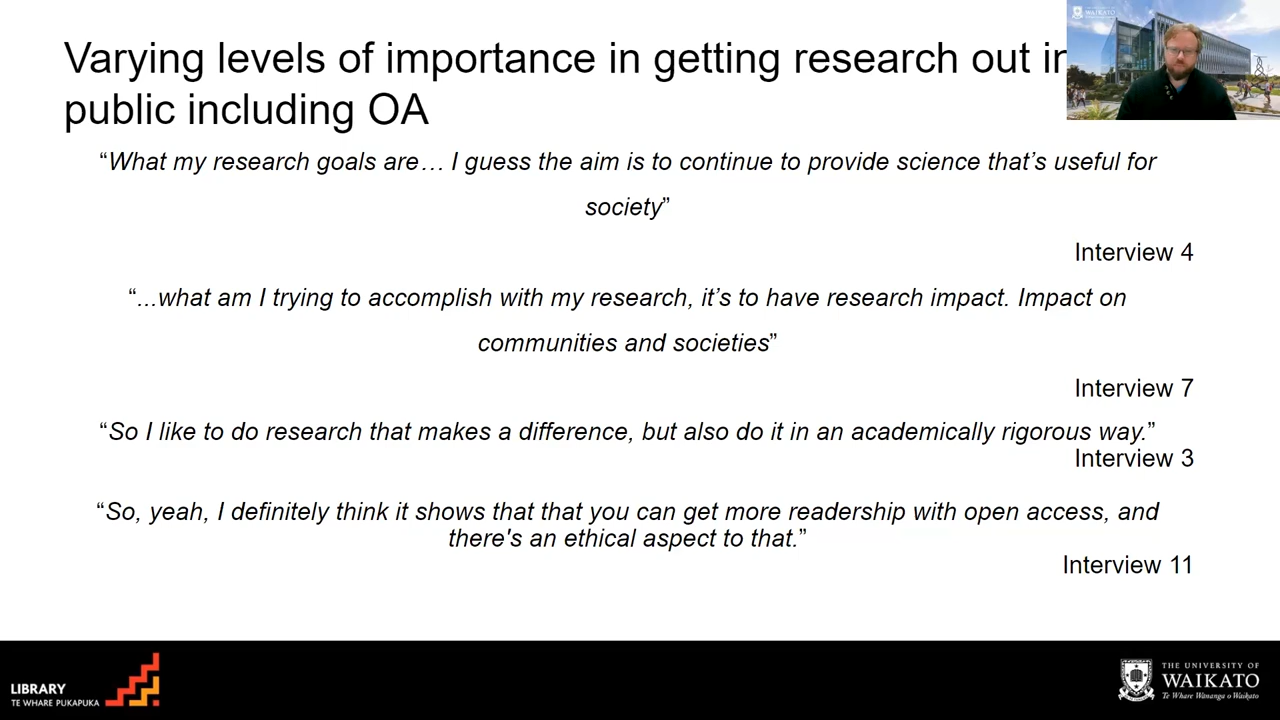 Varying levels of importance in getting research out in
public including OA
“What my research goals are… I guess the aim is to continue to provide science that’s useful for
society”
Interview 4
“...what am I trying to accomplish with my research, it’s to have research impact. Impact on
communities and societies”
Interview 7
“So I like to do research that makes a difference, but also do it in an academically rigorous way.”
Interview 3
“So, yeah, I definitely think it shows that that you can get more readership with open access, and
there's an ethical aspect to that.”
Interview 11
LIBRARY
TE WHARE PUKAPUKA
THE UNIVERSITY OF
WAIKATO
Te Whare Wānanga o Waikato
WAIKATO